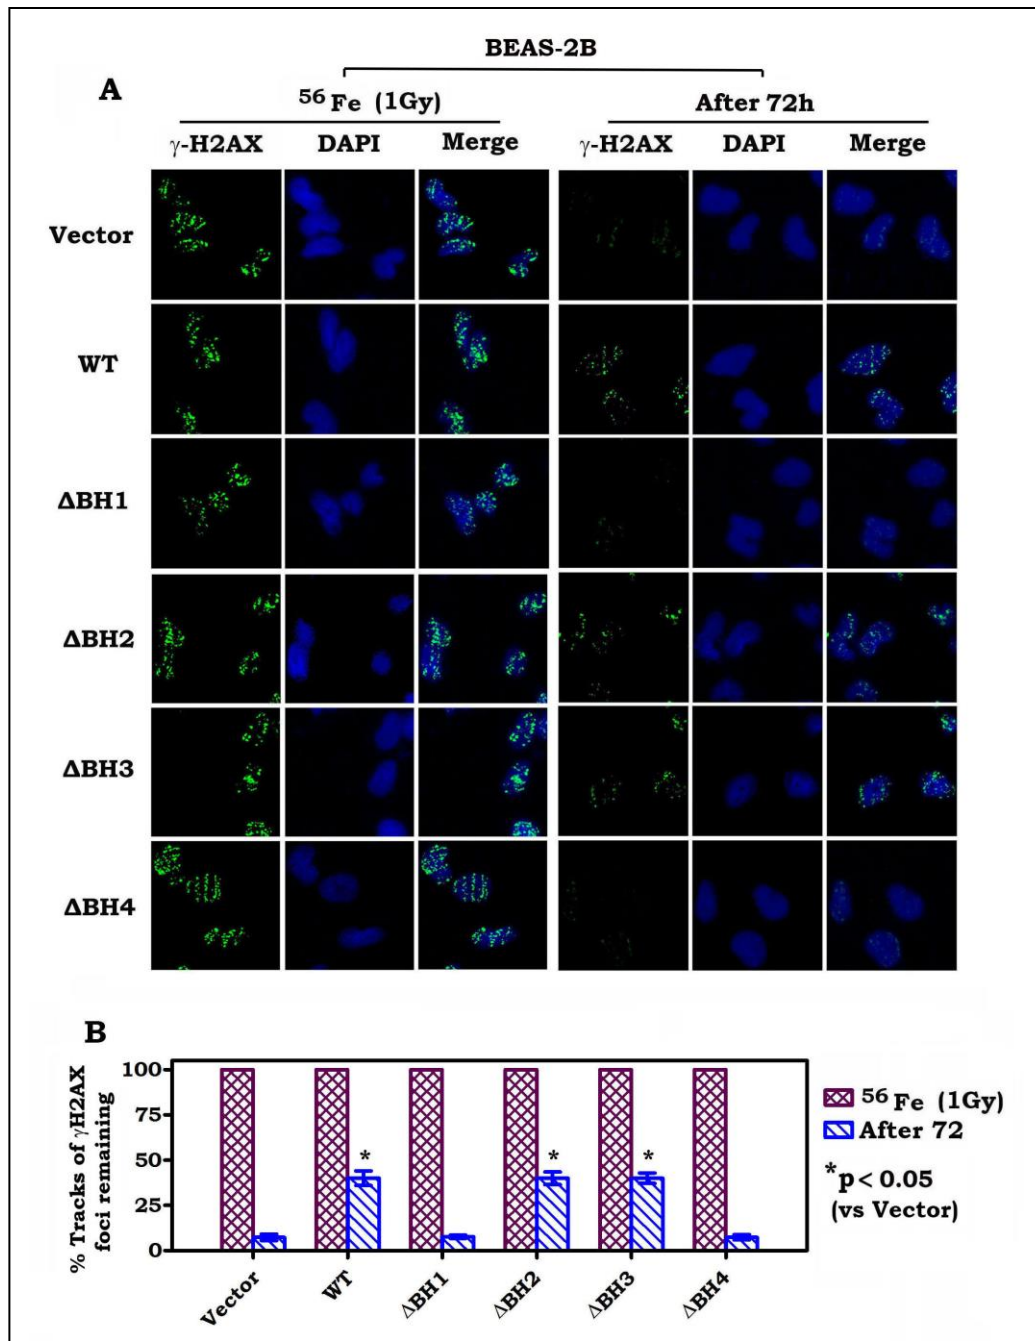 BEAS-2B
A
56Fe (1Gy) After 72h
γ-H2AX DAPI Merge γ-H2AX DAPI Merge
Vector
WT
ΔBH1
ΔBH2
ΔBH3
ΔBH4
B
% Tracks of γH2AX
foci remaining
100
75
50
25
0
* * *
Vector WT ΔBH1 ΔBH2 ΔBH3 ΔBH4
56Fe (1Gy)
After 72
*p < 0.05
(vs Vector)